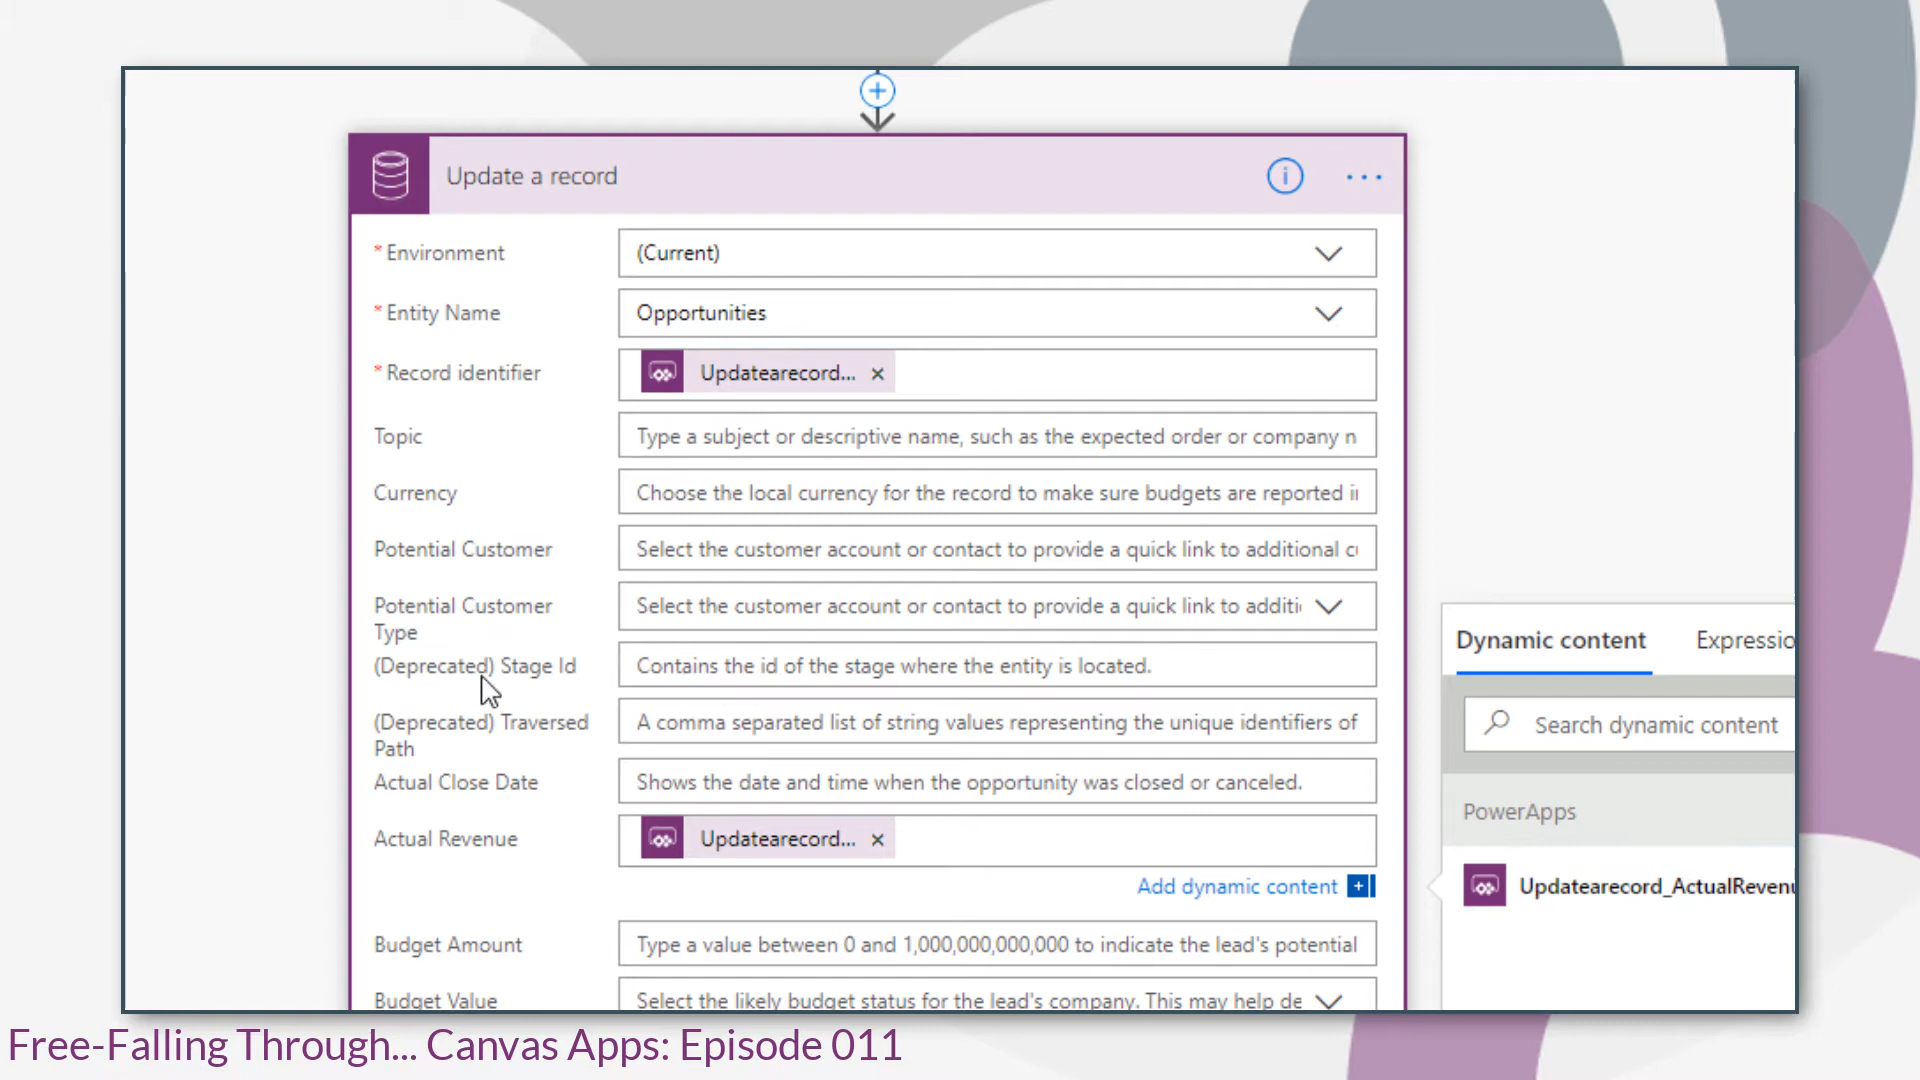 Update a record
* Environment
(Current)
* Entity Name
Opportunities
* Record identifier
Updatearecord... ×
Topic
Type a subject or descriptive name, such as the expected order or company n
Currency
Choose the local currency for the record to make sure budgets are reported i
Potential Customer
Select the customer account or contact to provide a quick link to additional c
Potential Customer
Type
Select the customer account or contact to provide a quick link to additi
(Deprecated) Stage Id
Contains the id of the stage where the entity is located.
(Deprecated) Traversed
Path
A comma separated list of string values representing the unique identifiers of
Actual Close Date
Shows the date and time when the opportunity was closed or canceled.
Actual Revenue
Updatearecord... ×
Add dynamic content
Budget Amount
Type a value between 0 and 1,000,000,000,000 to indicate the lead's potential
Budget Value
Select the likely budget status for the lead's company. This may help de
Dynamic content
Expressio
Search dynamic content
PowerApps
Updatearecord_ActualRevenu
Free-Falling Through... Canvas Apps: Episode 011